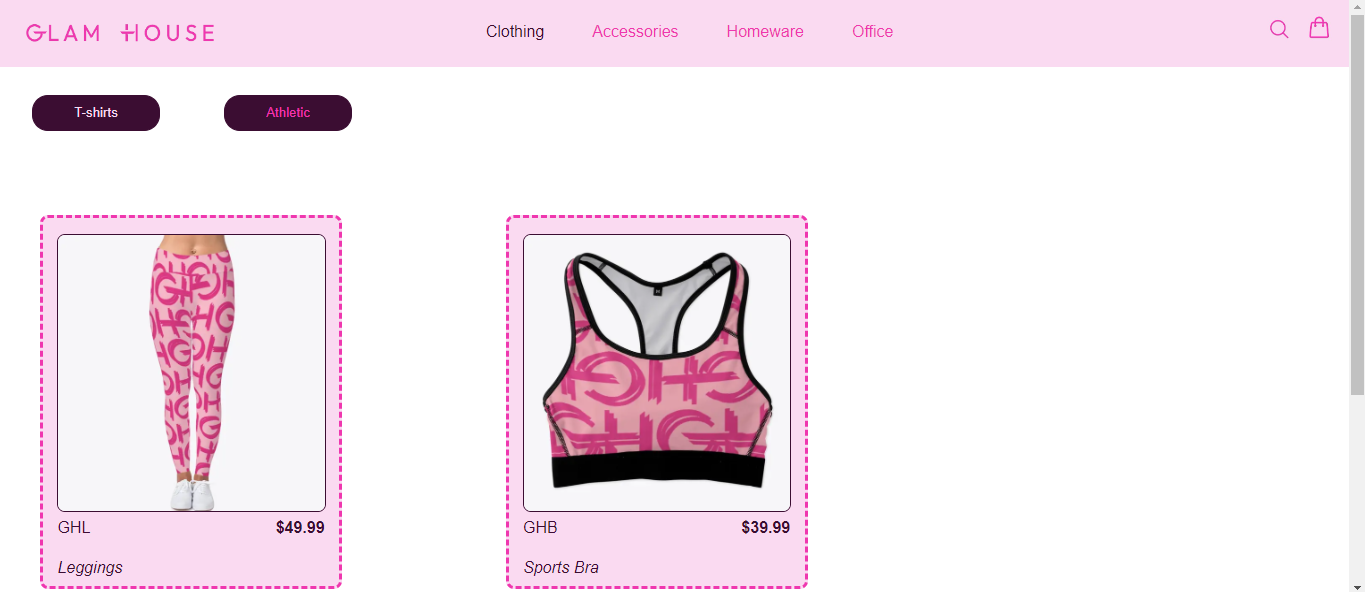 GLAM HOUSE
Clothing Accessories Homeware Office
T-shirts Athletic
GHL $49.99
Leggings
GHB $39.99
Sports Bra